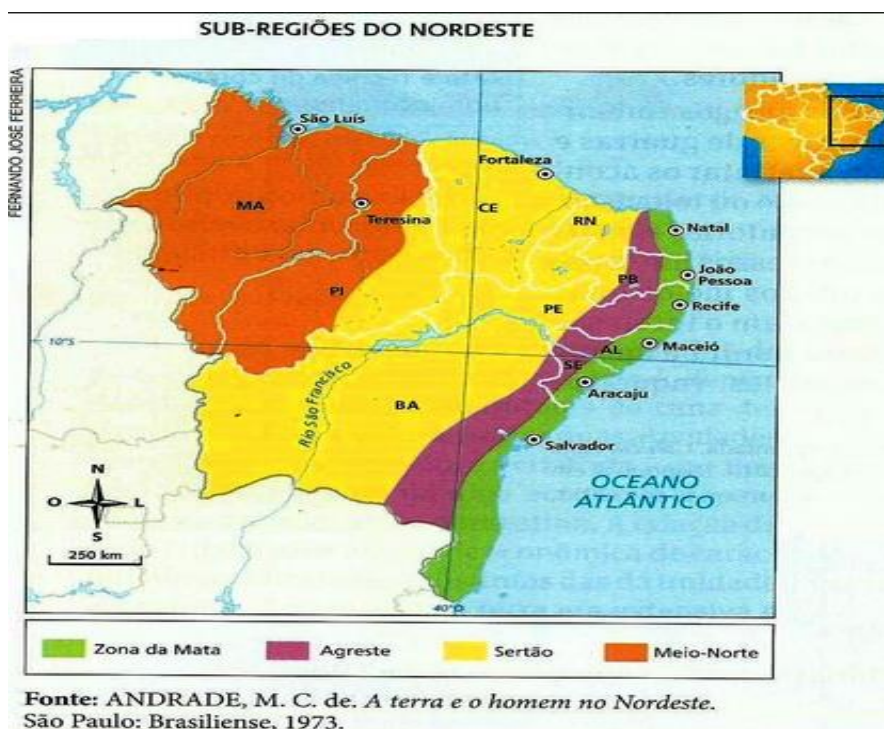 SUB-REGIÕES DO NORDESTE
FERNANDO JOSÉ FERREIRA
São Luís
Fortaleza
MA
Teresina
CE
RN
Natal
PI
PB
João
Pessoa
PE
Recife
10°S
AL
Maceió
SE
Aracaju
Rio São Francisco
BA
Salvador
N
O
L
S
OCEANO
ATLÂNTICO
250 km
40°O
Zona da Mata
Agreste
Sertão
Meio-Norte
Fonte: ANDRADE, M. C. de. A terra e o homem no Nordeste.
São Paulo: Brasiliense, 1973.